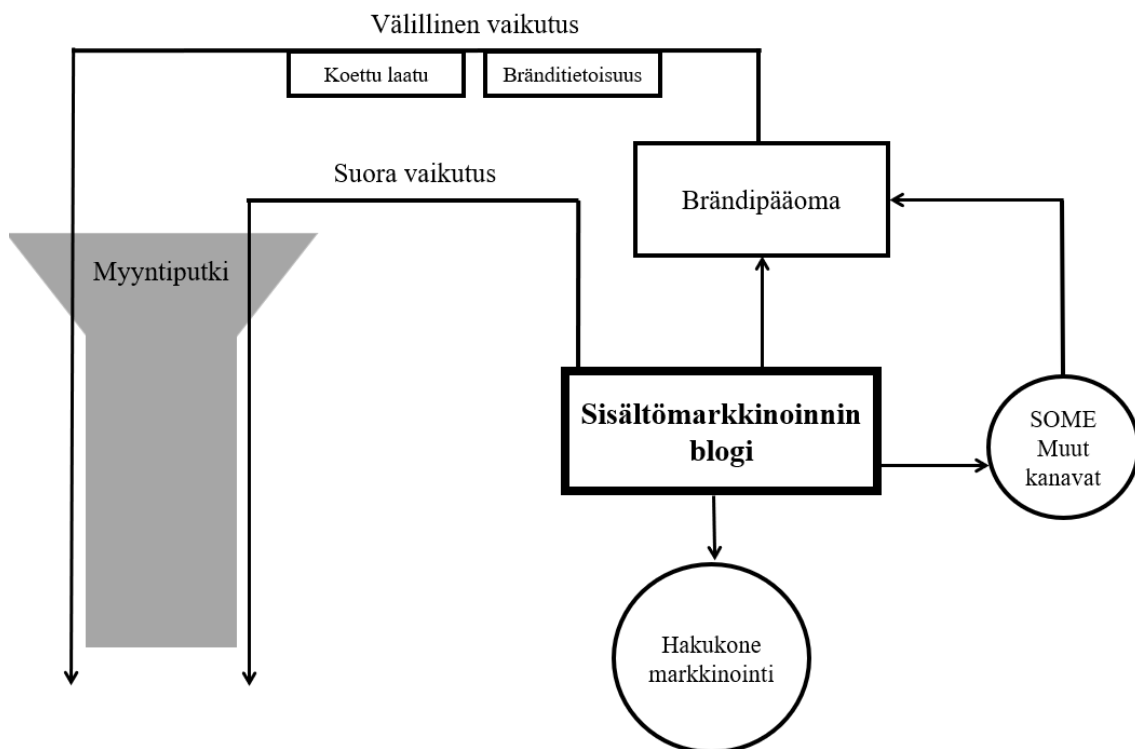 Välillinen vaikutus
Koettu laatu
Bränditietoisuus
Suora vaikutus
Brändipääoma
Myyntiputki
Sisältömarkkinoinnin
blogi
SOME
Muut
kanavat
Hakukone
markkinointi